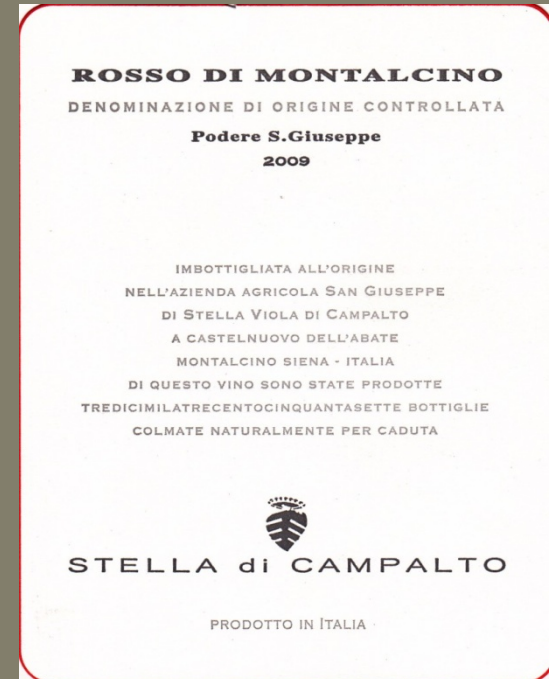 ROSSO DI MONTALCINO
DENOMINAZIONE DI ORIGINE CONTROLLATA
Podere S.Giuseppe
2009
IMBOTTIGLIATA ALL'ORIGINE
NELL'AZIENDA AGRICOLA SAN GIUSEPPE
DI STELLA VIOLA DI CAMPALTO
A CASTELNUOVO DELL'ABATE
MONTALCINO SIENA - ITALIA
DI QUESTO VINO SONO STATE PRODOTTE
TREDICIMILATRECENTOCINQUANTASETTE BOTTIGLIE
COLMATE NATURALMENTE PER CADUTA
STELLA di CAMPALTO
PRODOTTO IN ITALIA